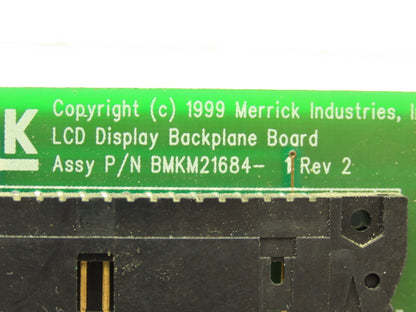 Copyright (c) 1999 Merrick Industries,
K
LCD Display Backplane Board
Assy P/N BMKM21684- 1 Rev 2